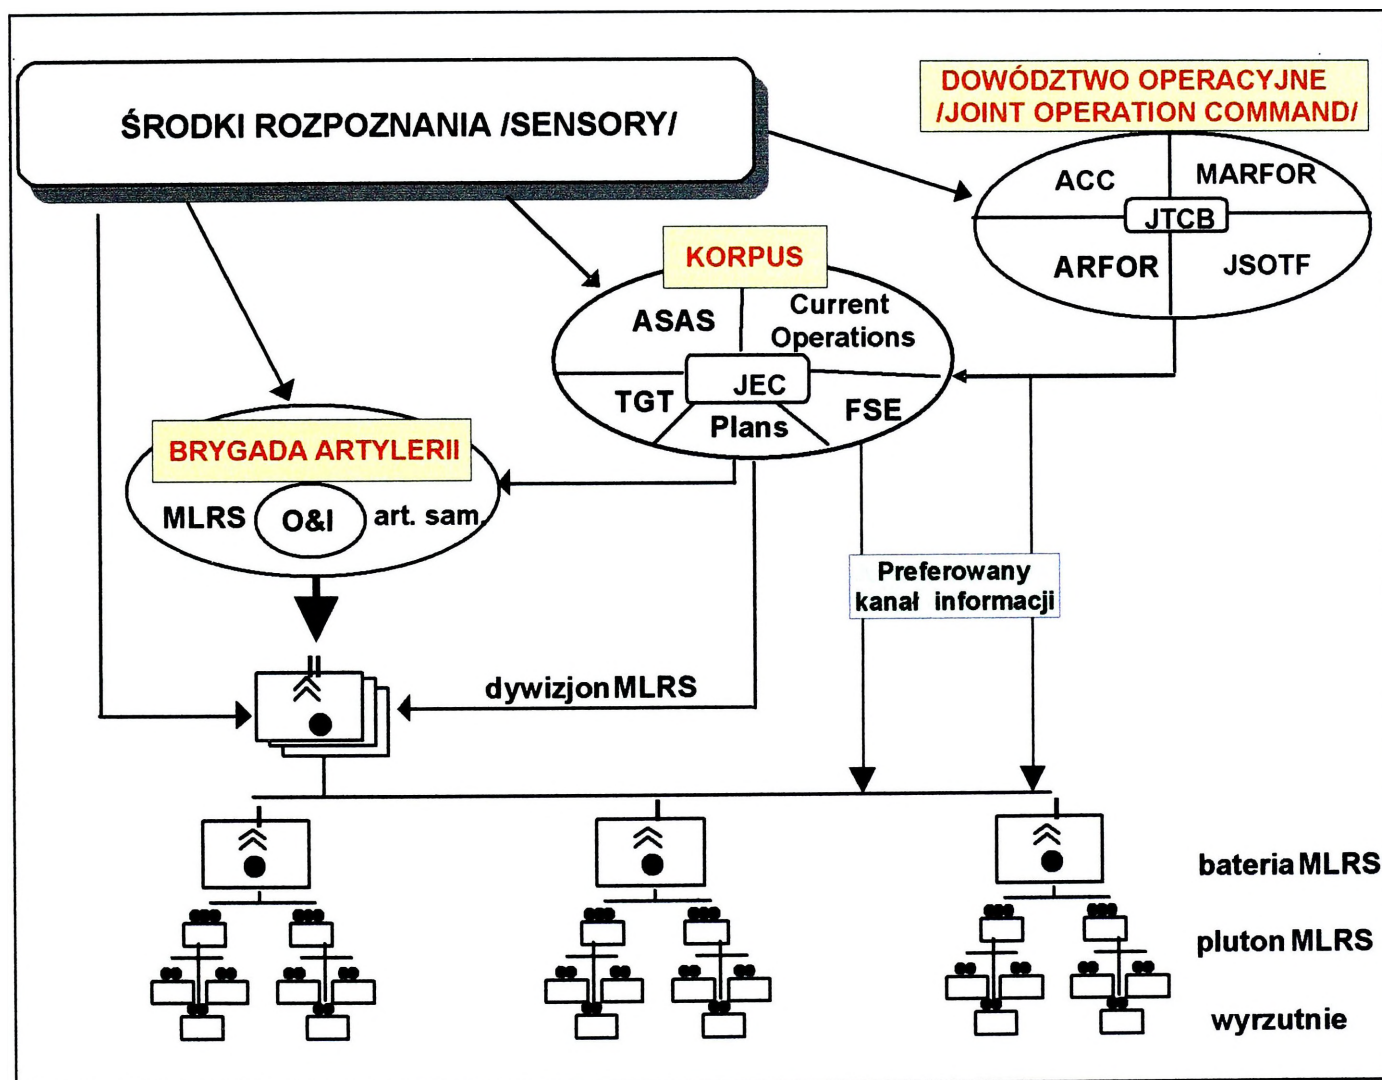 ŚRODKI ROZPOZNANIA /SENSORY/
DOWÓDZTWO OPERACYJNE
/JOINT OPERATION COMMAND/
ACC
MARFOR
JTCB
ARFOR
JSOTF
KORPUS
ASAS
Current
Operations
JEC
TGT
Plans
FSE
BRYGADA ARTYLERII
MLRS
O&I
art. sam.
Preferowany
kanał informacji
dywizjon MLRS
bateria MLRS
pluton MLRS
wyrzutnie